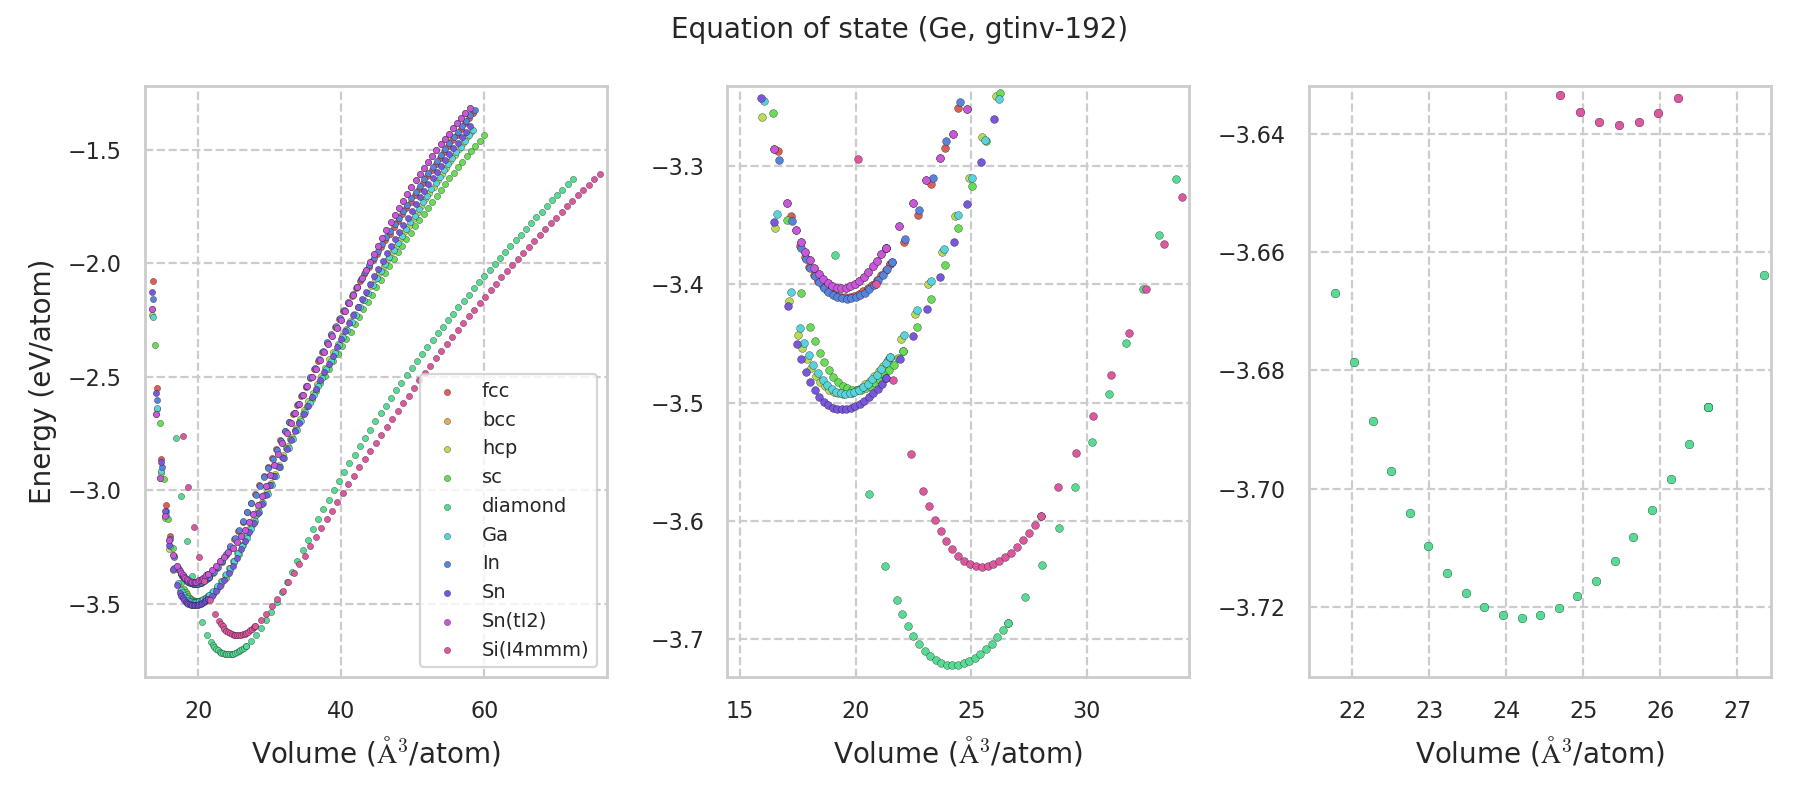 Equation of state (Ge, gtinv-192)
Energy (eV/atom)
−1.5
−2.0
−2.5
−3.0
−3.5
20 40 60
Volume (Å³/atom)
fcc
bcc
hcp
sc
diamond
Ga
In
Sn
Sn(tI2)
Si(I4mmm)
−3.3
−3.4
−3.5
−3.6
−3.7
15 20 25 30
Volume (Å³/atom)
−3.64
−3.66
−3.68
−3.70
−3.72
22 23 24 25 26 27
Volume (Å³/atom)